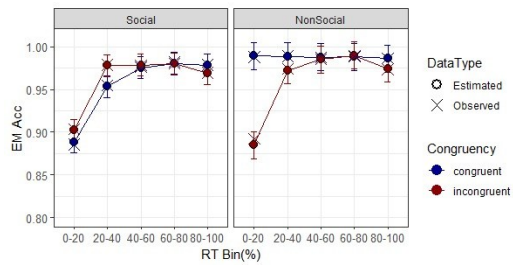 Social
NonSocial
EM Acc
1.00
0.95
0.90
0.85
0.80
0-20 20-40 40-60 60-80 80-100
0-20 20-40 40-60 60-80 80-100
RT Bin(%)
DataType
Estimated
Observed
Congruency
congruent
incongruent